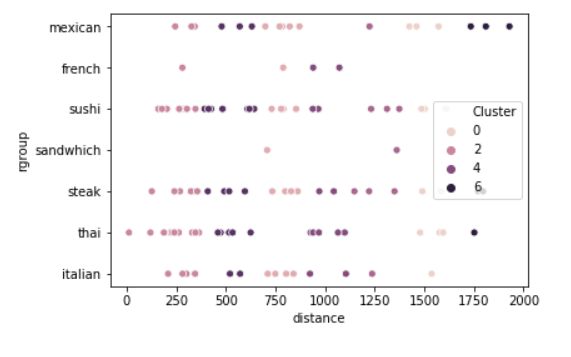 mexican
french
sushi
sandwhich
steak
thai
italian
rgroup
Cluster
0
2
4
6
0 250 500 750 1000 1250 1500 1750 2000
distance